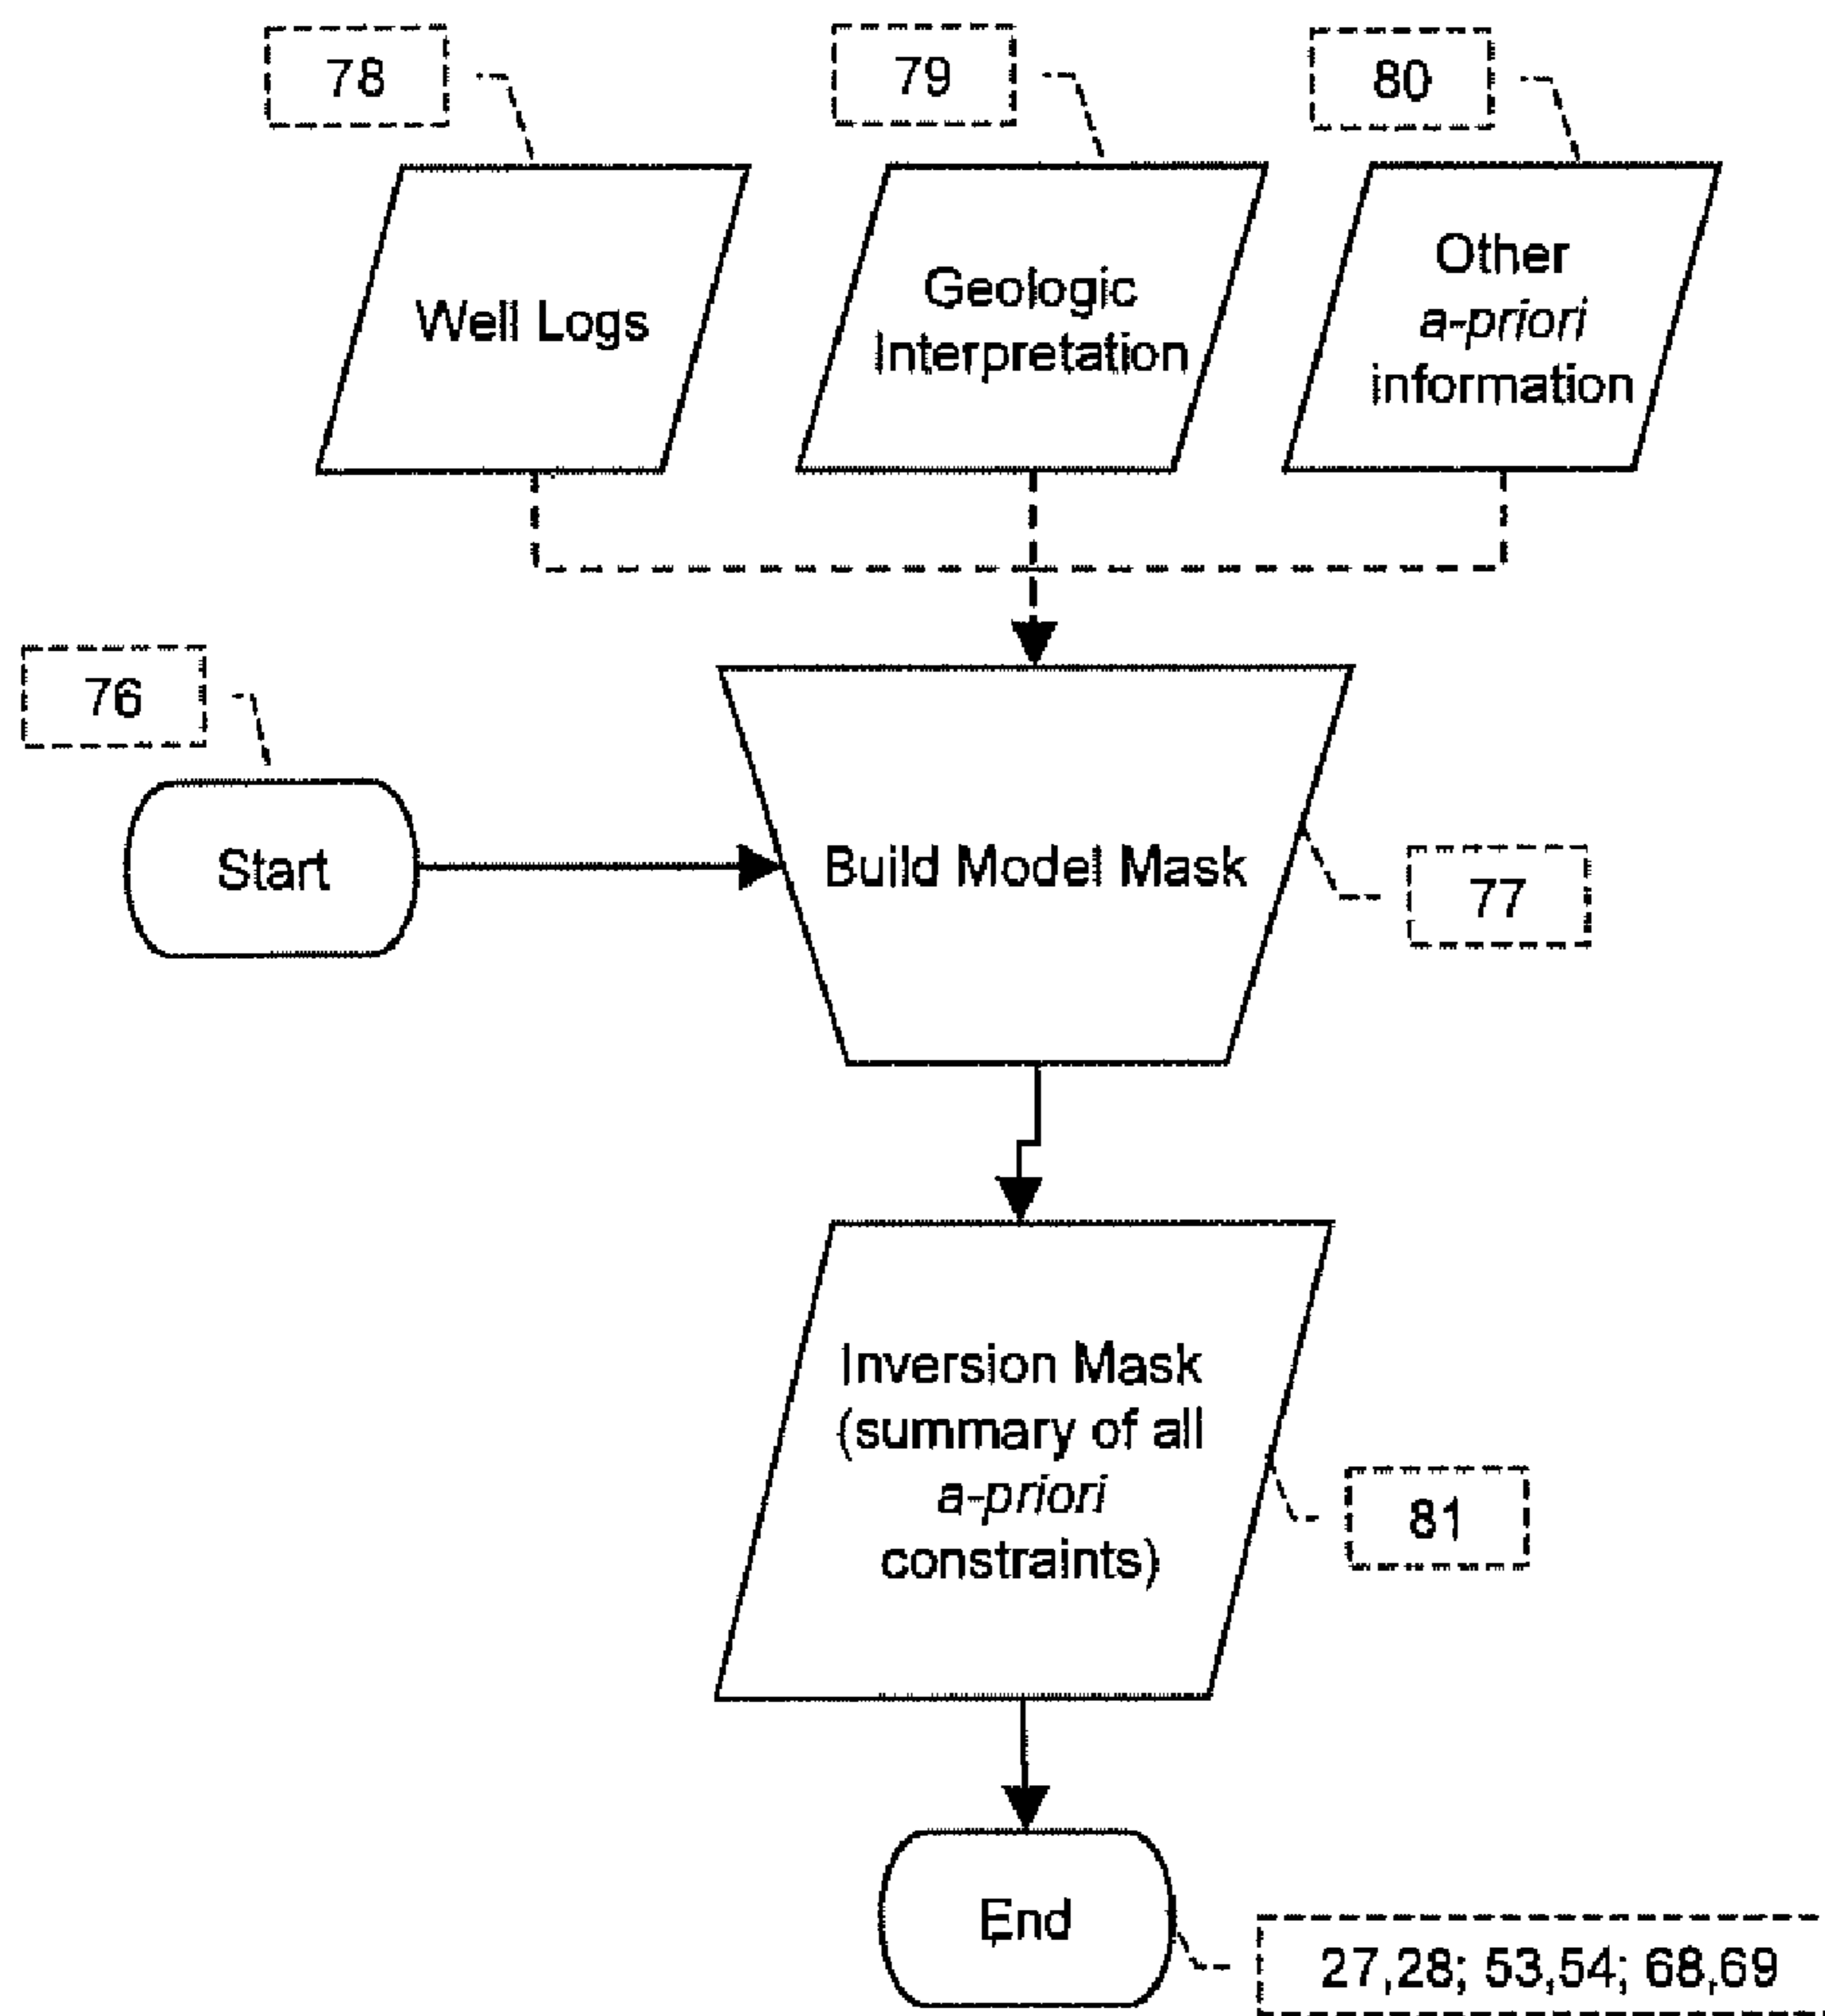 78
79
80
Well Logs
Geologic
Interpretation
Other
a-priori
information
76
Start
Build Model Mask
77
Inversion Mask
(summary of all
a-priori
constraints)
81
End
27,28; 53,54; 68,69